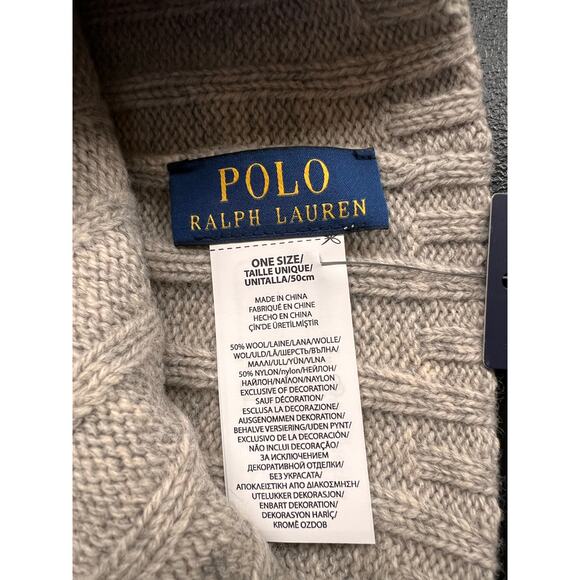 POLO
RALPH LAUREN
ONE SIZE/
TAILLE UNIQUE/
UNITALLA/50cm
MADE IN CHINA
FABRIQUÉ EN CHINE
HECHO EN CHINA
ÇİN'DE ÜRETİLMİŞTİR
50% WOOL/LAINE/LANA/WOLLE/
WOL/ULD/LÃ/ШЕРСТЬ/ВЪЛНА/
ΜΑΛΛΙ/ULL/YÜN/VLNA
50% NYLON/nylon/НЕЙЛОН/
НАЙЛОН/NAÏLON/NAYLON
EXCLUSIVE OF DECORATION/
SAUF DÉCORATION/
ESCLUSA LA DECORAZIONE/
AUSGENOMMEN DEKORATION/
BEHALVE VERSIERING/UDEN PYNT/
EXCLUSIVO DE LA DECORACIÓN/
NÃO INCLUI DECORAÇÃO/
ЗА ИСКЛЮЧЕНИЕМ
ДЕКОРАТИВНОЙ ОТДЕЛКИ/
БЕЗ УКРАСАТА/
ΑΠΟΚΛΕΙΣΤΙΚΗ ΑΠΟ ΔΙΑΚΟΣΜΗΣΗ/
UTELUKKER DEKORASJON/
ENBART DEKORATION/
DEKORASYON HARİÇ/
KROMĚ OZDOB